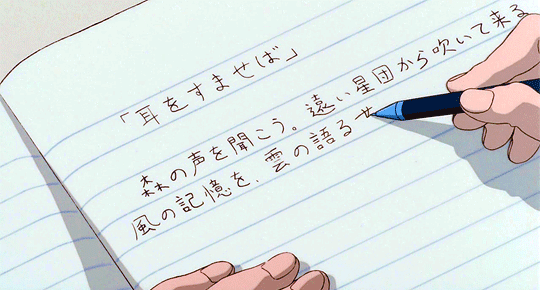 「耳をすませば」
森の声を聞こう。遠い星団から吹いて来る
風の記憶を、雲の語るせ